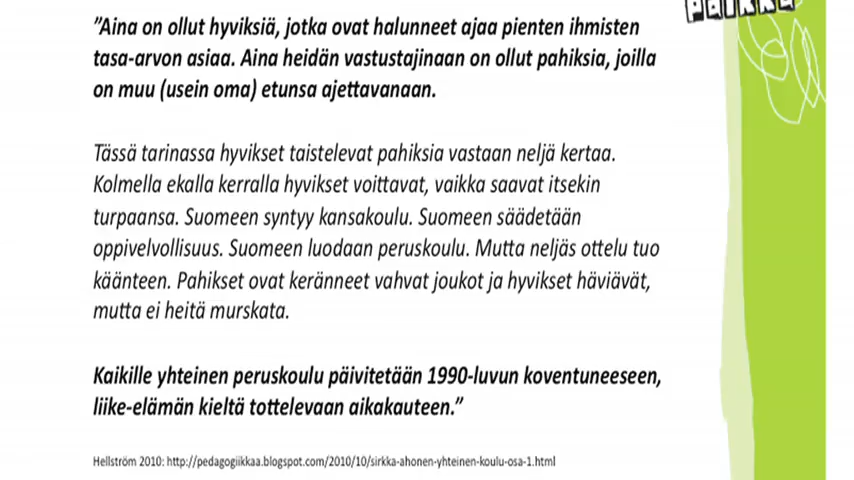 paikka
”Aina on ollut hyviksiä, jotka ovat halunneet ajaa pienten ihmisten
tasa-arvon asiaa. Aina heidän vastustajinaan on ollut pahiksia, joilla
on muu (usein oma) etunsa ajettavanaan.
Tässä tarinassa hyvikset taistelevat pahiksia vastaan neljä kertaa.
Kolmella ekalla kerralla hyvikset voittavat, vaikka saavat itsekin
turpaansa. Suomeen syntyy kansakoulu. Suomeen säädetään
oppivelvollisuus. Suomeen luodaan peruskoulu. Mutta neljäs ottelu tuo
käänteen. Pahikset ovat keränneet vahvat joukot ja hyvikset häviävät,
mutta ei heitä murskata.
Kaikille yhteinen peruskoulu päivitetään 1990-luvun koventuneeseen,
liike-elämän kieltä tottelevaan aikakauteen.”
Hellström 2010: http://pedagogiikkaa.blogspot.com/2010/10/sirkka-ahonen-yhteinen-koulu-osa-1.html